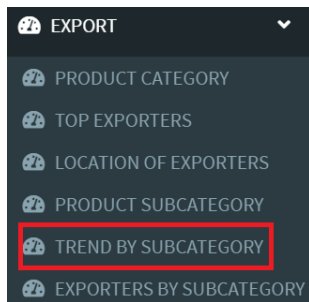 EXPORT
PRODUCT CATEGORY
TOP EXPORTERS
LOCATION OF EXPORTERS
PRODUCT SUBCATEGORY
TREND BY SUBCATEGORY
EXPORTERS BY SUBCATEGORY